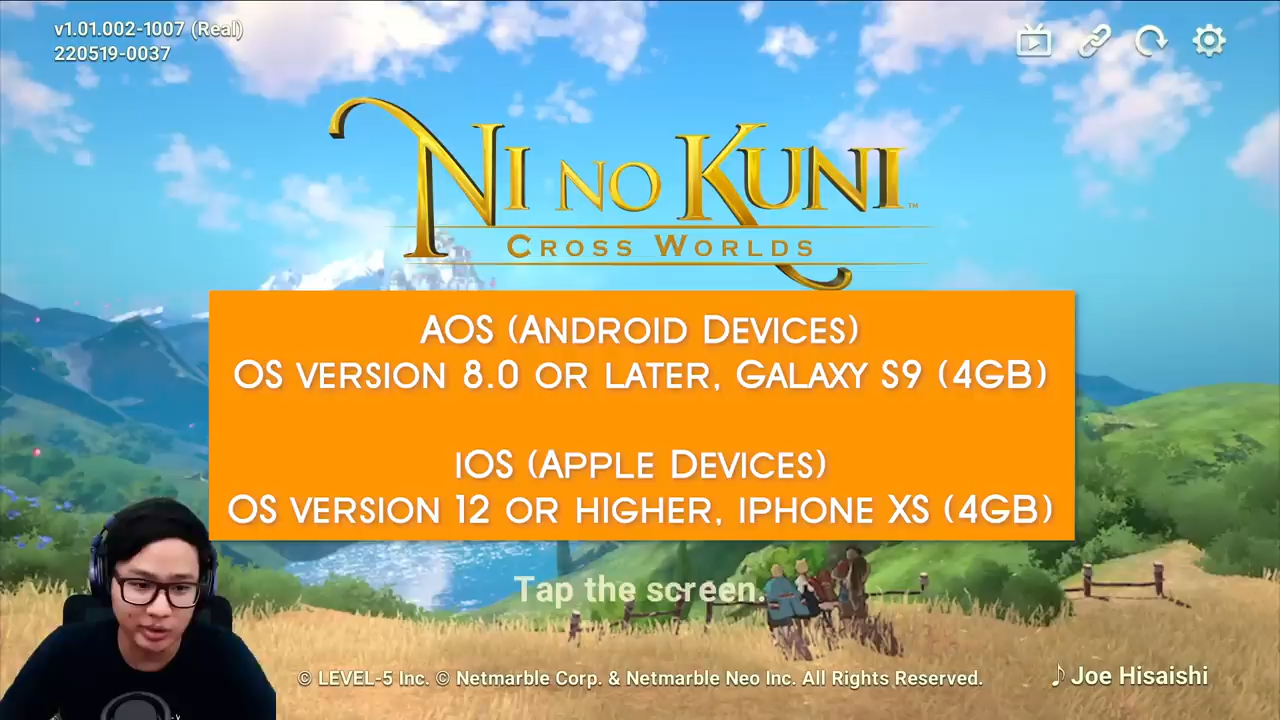 v1.01.002-1007 (Real)
220519-0037
NI NO KUNI™
CROSS WORLDS
AOS (ANDROID DEVICES)
OS VERSION 8.0 OR LATER, GALAXY S9 (4GB)
IOS (APPLE DEVICES)
OS VERSION 12 OR HIGHER, IPHONE XS (4GB)
Tap the screen.
© LEVEL-5 Inc. © Netmarble Corp. & Netmarble Neo Inc. All Rights Reserved.
♪ Joe Hisaishi